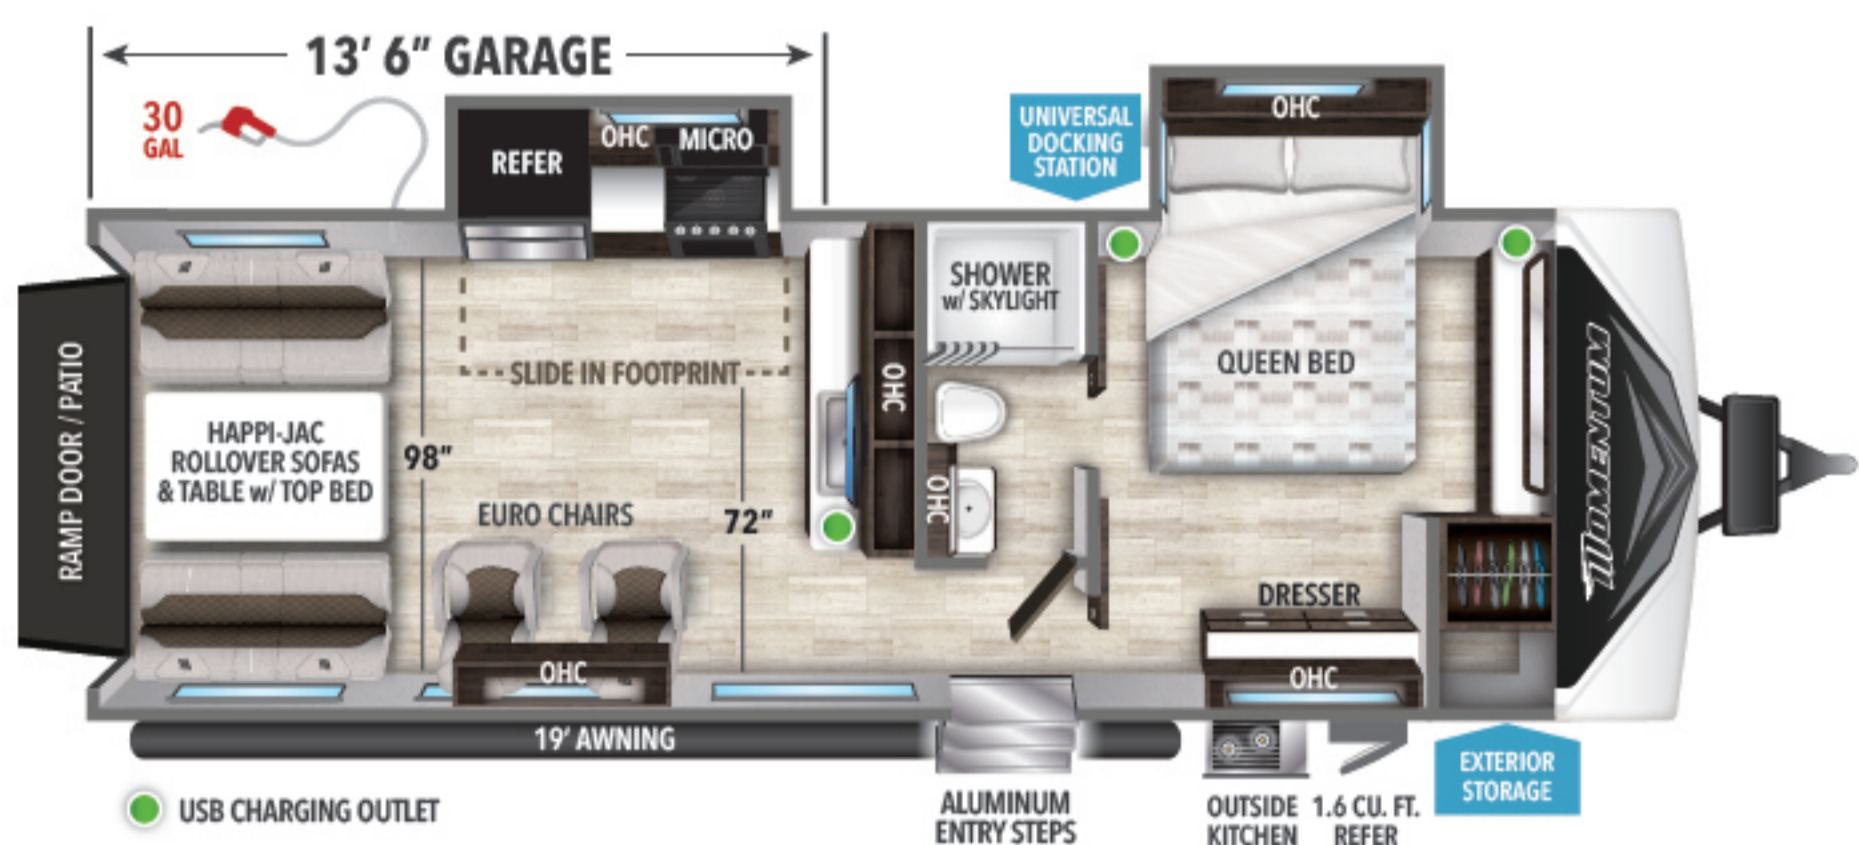 13' 6" GARAGE
30
GAL
REFER
OHC
MICRO
UNIVERSAL
DOCKING
STATION
OHC
SHOWER
w/ SKYLIGHT
QUEEN BED
SLIDE IN FOOTPRINT
OHC
RAMP DOOR / PATIO
HAPPI-JAC
ROLLOVER SOFAS
& TABLE w/ TOP BED
98"
EURO CHAIRS
72"
OHC
MOMENTUM
DRESSER
OHC
OHC
19' AWNING
EXTERIOR
STORAGE
USB CHARGING OUTLET
ALUMINUM
ENTRY STEPS
OUTSIDE
KITCHEN
1.6 CU. FT.
REFER